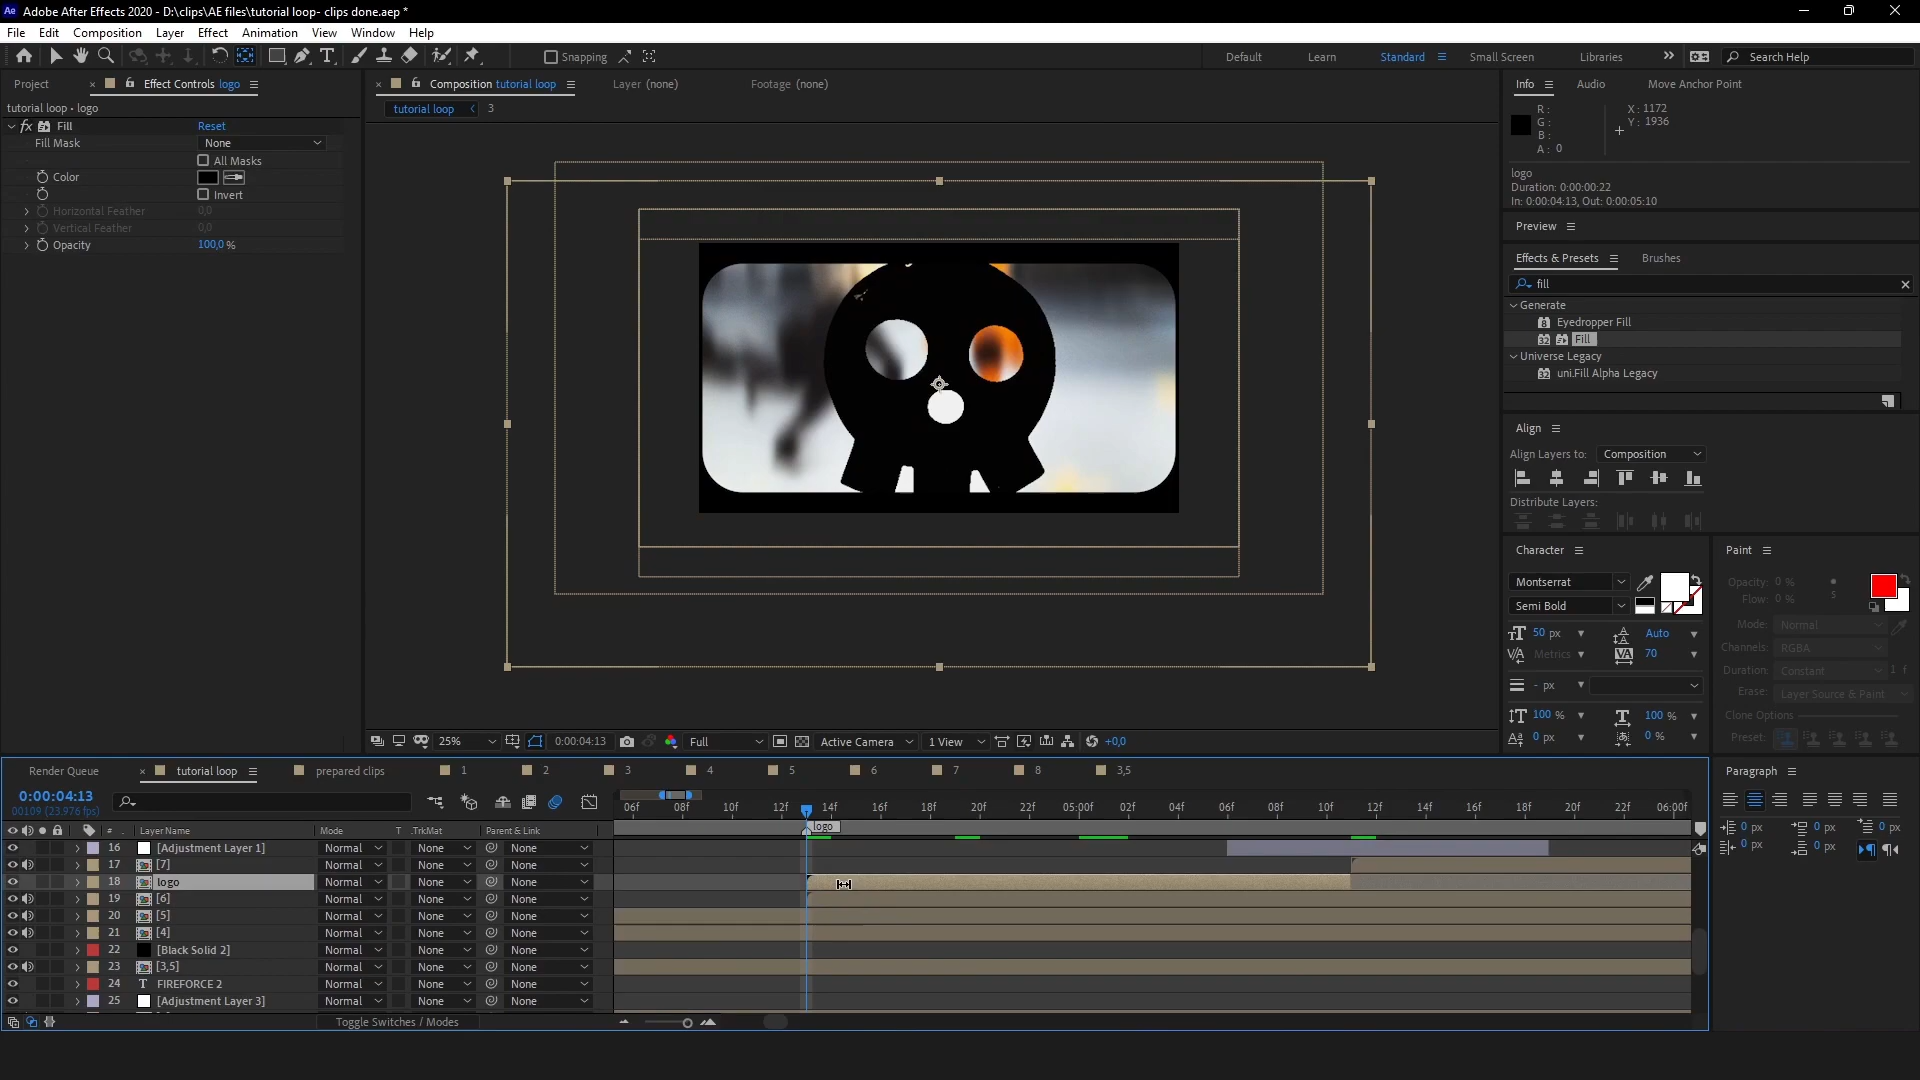 Ae Adobe After Effects 2020 - D:\clips\AE files\tutorial loop- clips done.aep *
File Edit Composition Layer Effect Animation View Window Help
Snapping Default Learn Standard Small Screen Libraries Search Help
Project Effect Controls logo
Composition tutorial loop Layer (none) Footage (none)
Info Audio Move Anchor Point
tutorial loop • logo
tutorial loop 3
fx Fill Reset
Fill Mask None
All Masks
Color
Invert
Horizontal Feather 0,0
Vertical Feather 0,0
Opacity 100,0 %
R :
G :
B :
A : 0
X : 1172
Y : 1936
logo
Duration: 0:00:00:22
In: 0:00:04:13, Out: 0:00:05:10
Preview
Effects & Presets Brushes
fill
Generate
Eyedropper Fill
Fill
Universe Legacy
uni.Fill Alpha Legacy
Align
Align Layers to: Composition
Distribute Layers:
Character
Montserrat
Semi Bold
50 px Auto
Metrics 70
- px
100 % 100 %
0 px 0 %
Paint
Opacity: 0 %
Flow: 0 % 5
Mode: Normal
Channels: RGBA
Duration: Constant 1 f
Erase: Layer Source & Paint
Clone Options
Preset:
25% 0:00:04:13 Full Active Camera 1 View +0,0
Render Queue tutorial loop prepared clips 1 2 3 4 5 6 7 8 3,5
0:00:04:13
00109 (23.976 fps)
06f 08f 10f 12f 14f 16f 18f 20f 22f 05:00f 02f 04f 06f 08f 10f 12f 14f 16f 18f 20f 22f 06:00f
logo
# Layer Name Mode T .TrkMat Parent & Link
16 [Adjustment Layer 1] Normal None None
17 [7] Normal None None
18 logo Normal None None
19 [6] Normal None None
20 [5] Normal None None
21 [4] Normal None None
22 [Black Solid 2] Normal None None
23 [3,5] Normal None None
24 T FIREFORCE 2 Normal None None
25 [Adjustment Layer 3] Normal None None
Toggle Switches / Modes
Paragraph
0 px 0 px 0 px
0 px 0 px